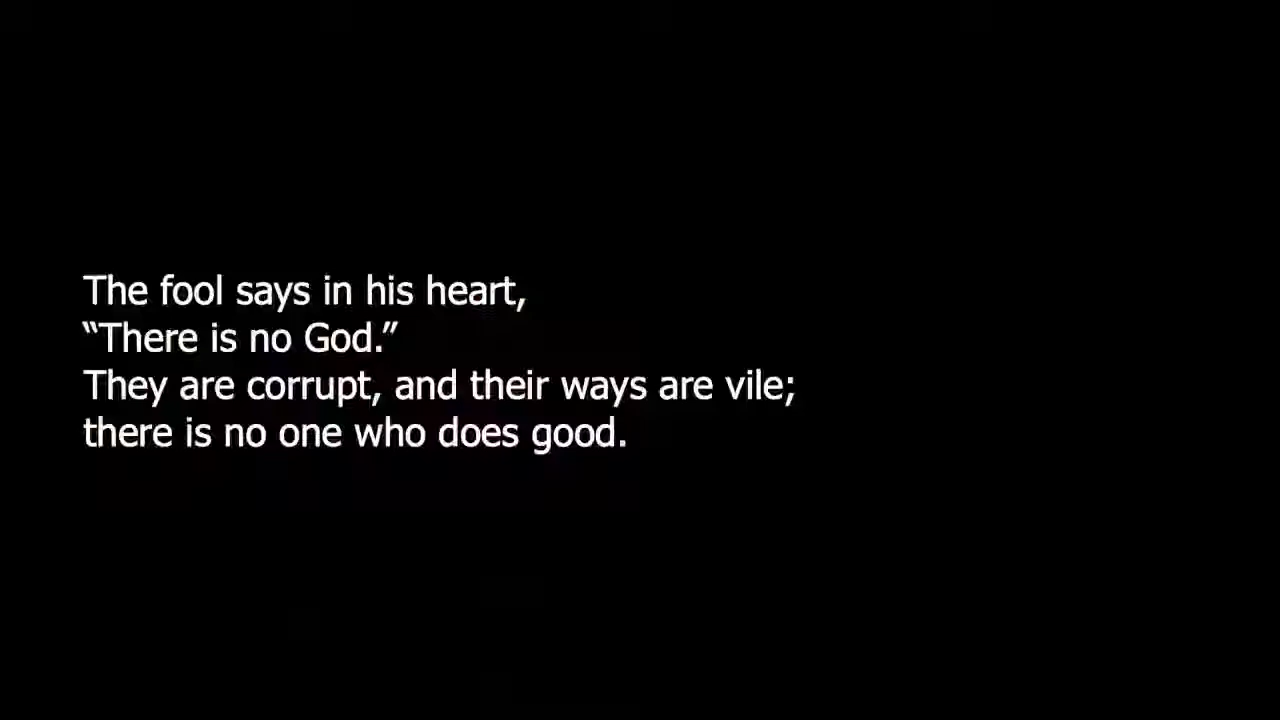 The fool says in his heart,
“There is no God.”
They are corrupt, and their ways are vile;
there is no one who does good.